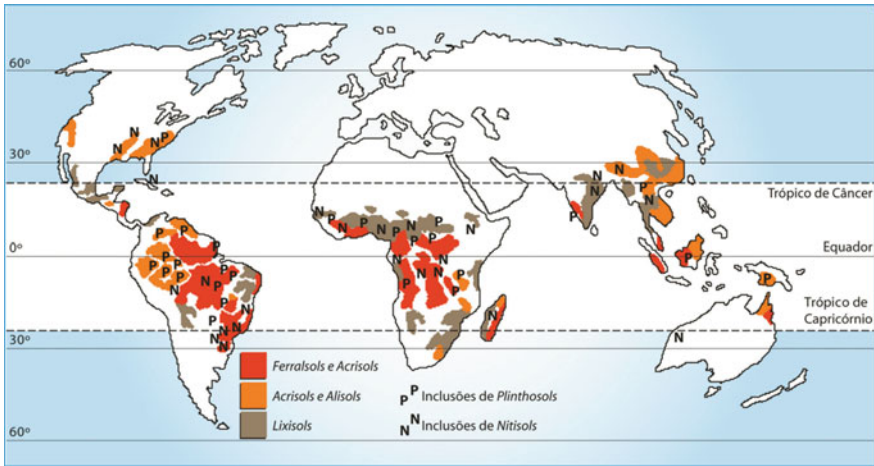 60º
N
P
N
N
30º
N
N
N
N
P
N
Trópico de
Câncer
N
P
N
P
N
P
N
P
N
P
P
P
P
P
N
P
Equador
0º
P
P
P
P
P
P
P
N
N
P
N
P
N
N
N
P
P
P
P
P
Trópico de
Capricórnio
N
N
P
N
N
N
N
N
30º
Ferralsols e Acrisols
Acrisols e Alisols
P P Inclusões de Plinthosols
Lixisols
N N Inclusões de Nitisols
60º